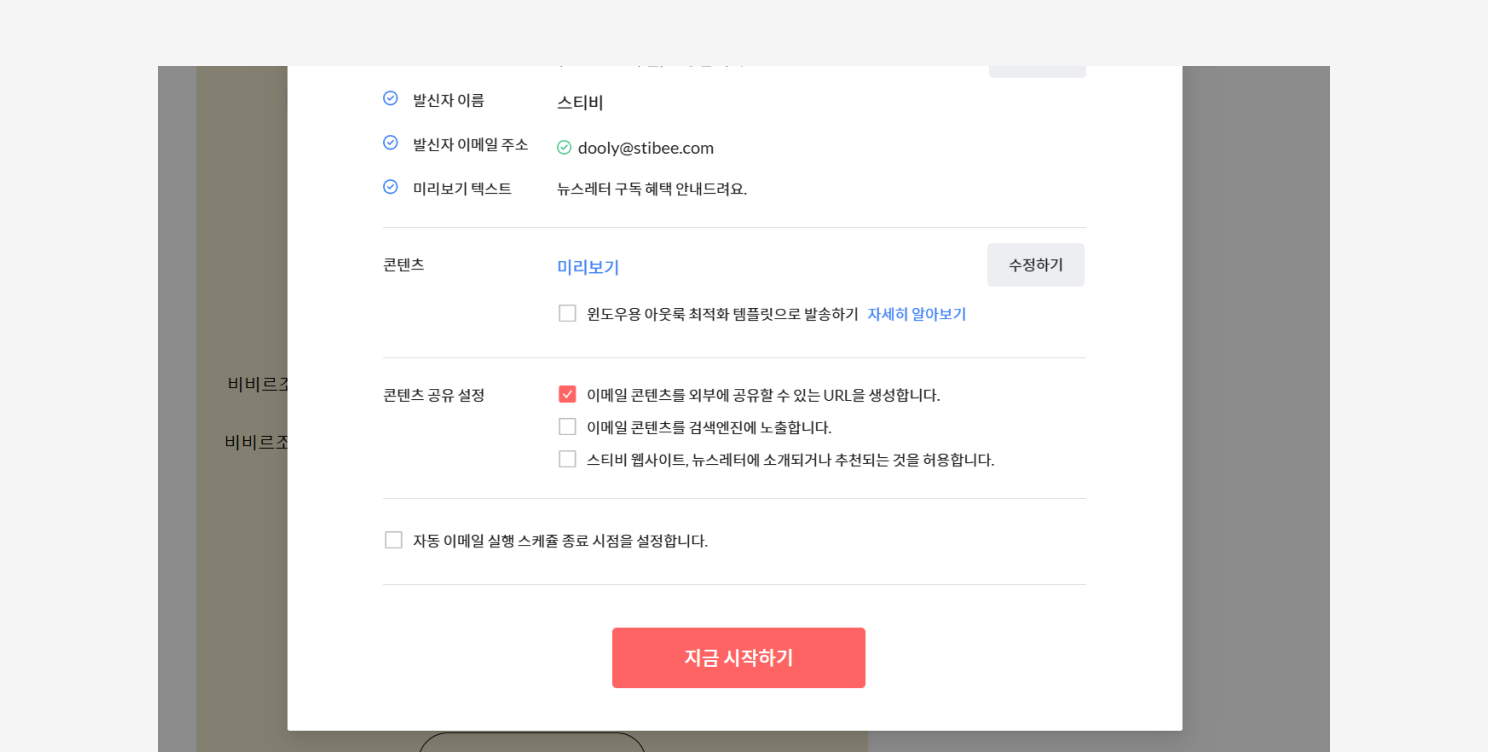 발신자 이름 스티비
발신자 이메일 주소 dooly@stibee.com
미리보기 텍스트 뉴스레터 구독 혜택 안내드려요.
콘텐츠 미리보기 수정하기
윈도우용 아웃룩 최적화 템플릿으로 발송하기 자세히 알아보기
비비르
콘텐츠 공유 설정 이메일 콘텐츠를 외부에 공유할 수 있는 URL을 생성합니다.
이메일 콘텐츠를 검색엔진에 노출합니다.
비비르
스티비 웹사이트, 뉴스레터에 소개되거나 추천되는 것을 허용합니다.
자동 이메일 실행 스케줄 종료 시점을 설정합니다.
지금 시작하기